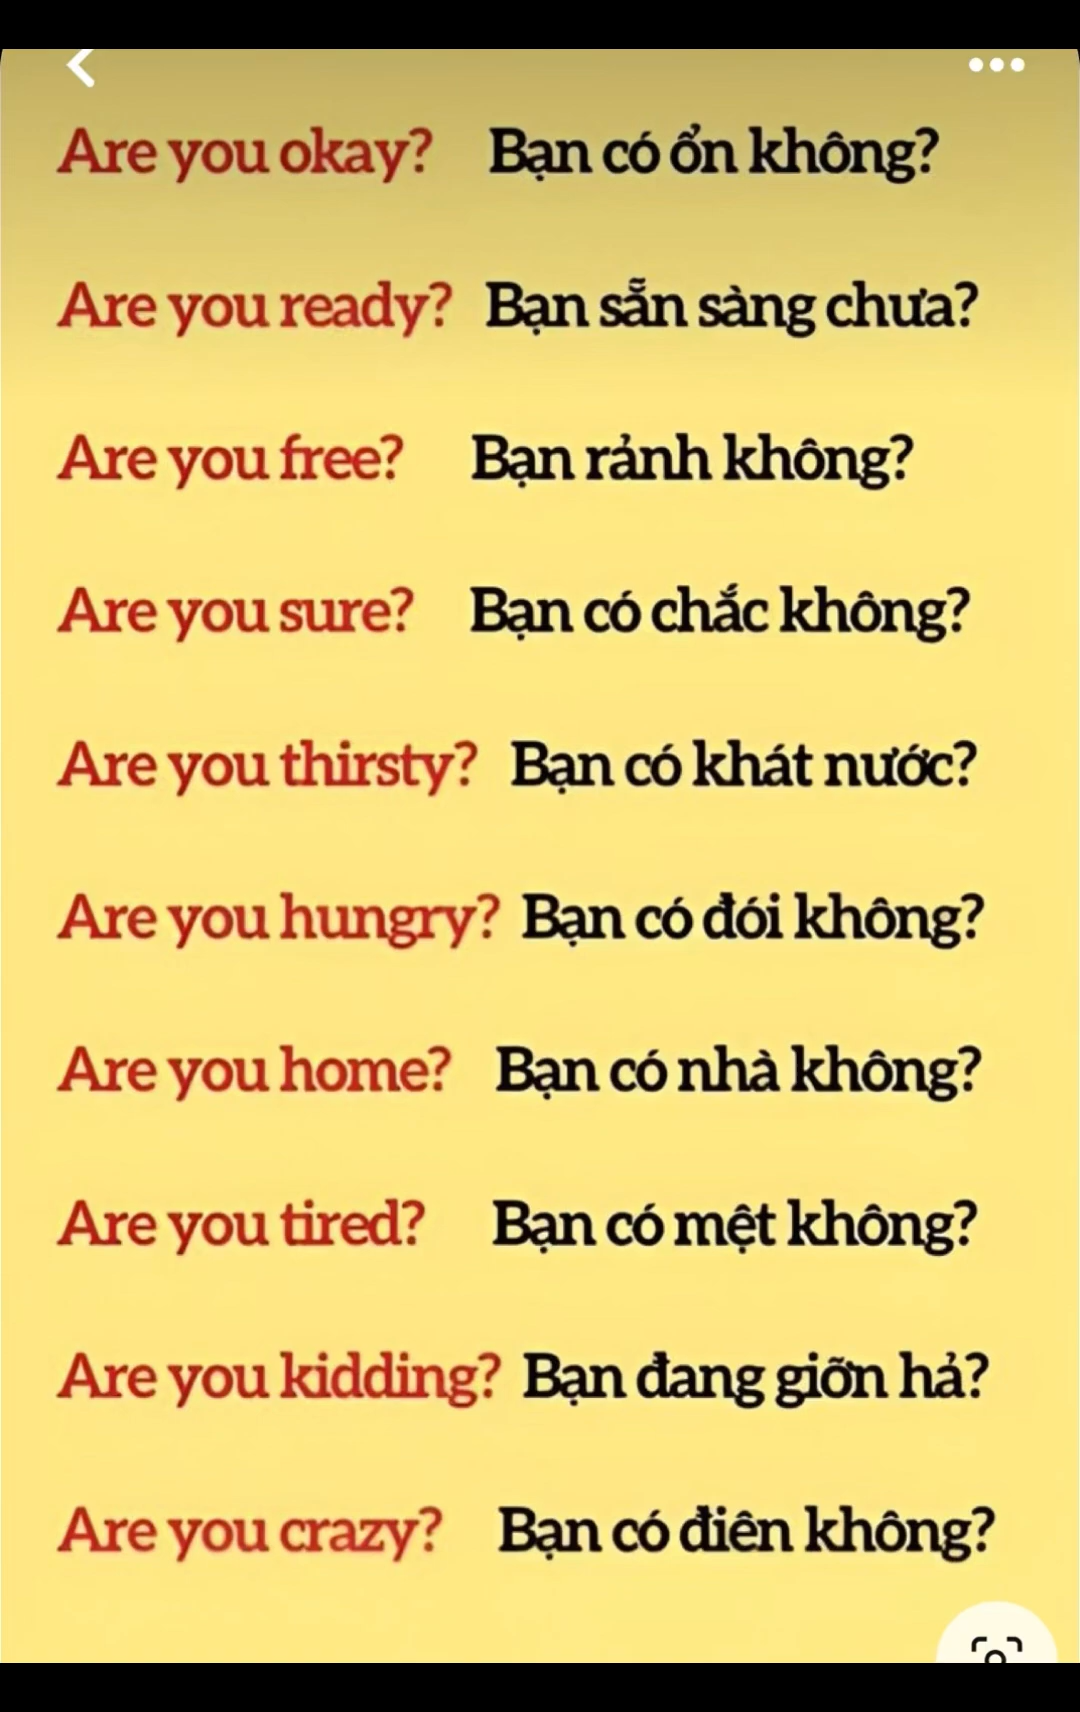 Are you okay? Bạn có ổn không?
Are you ready? Bạn sẵn sàng chưa?
Are you free? Bạn rảnh không?
Are you sure? Bạn có chắc không?
Are you thirsty? Bạn có khát nước?
Are you hungry? Bạn có đói không?
Are you home? Bạn có nhà không?
Are you tired? Bạn có mệt không?
Are you kidding? Bạn đang giỡn hả?
Are you crazy? Bạn có điên không?